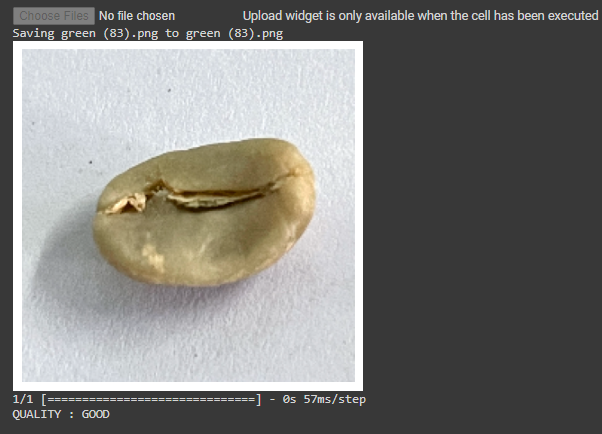 Choose Files No file chosen Upload widget is only available when the cell has been executed
Saving green (83).png to green (83).png
1/1 [==============================] - 0s 57ms/step
QUALITY : GOOD